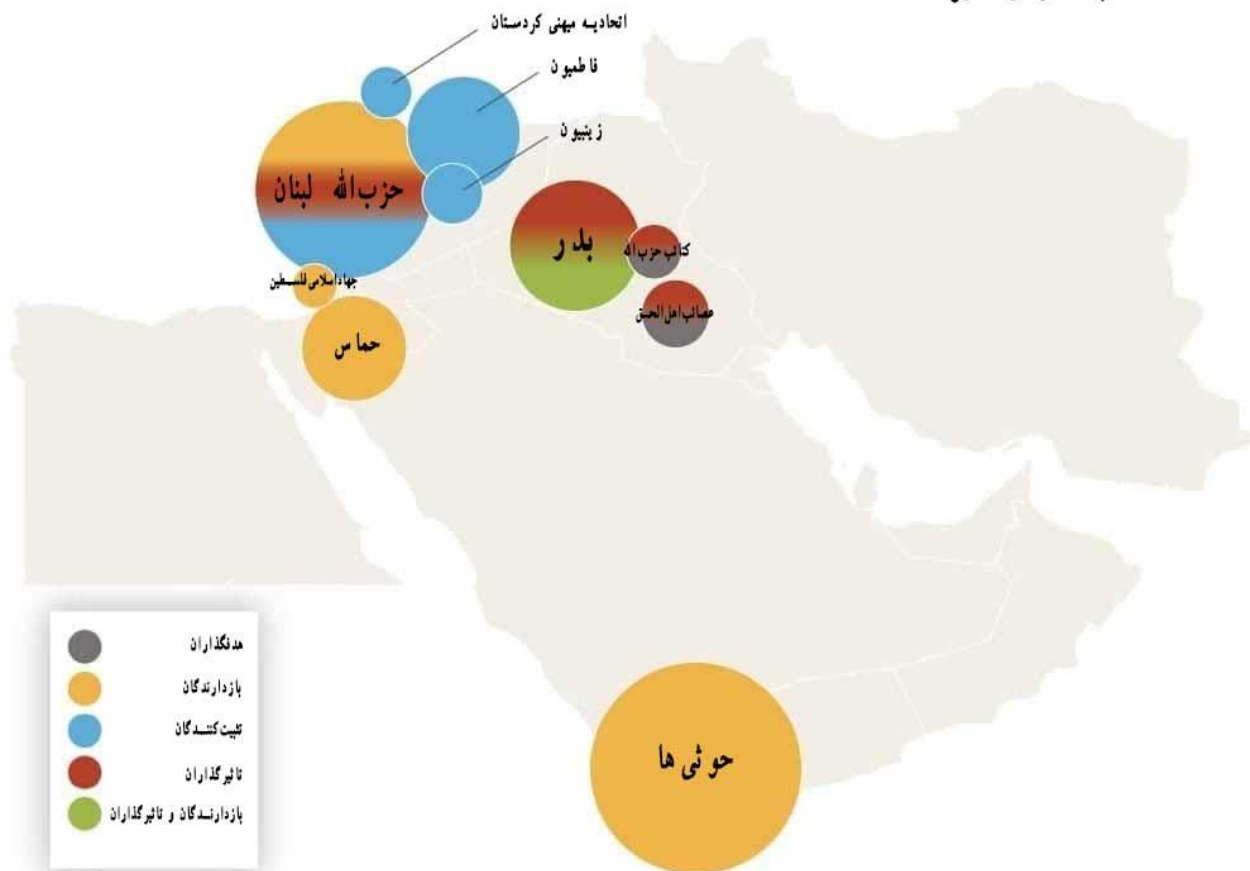 اتحادیه میهنی کردستان
فاطمیون
زینبیون
حزب‌الله لبنان
بدر
کتائب حزب الله
عصائب اهل الحق
جهاد اسلامی فلسطین
حماس
حوثی ها
هدفگذاران
بازدارندگان
تثبیت‌کنندگان
تاثیرگذاران
بازدارندگان و تاثیرگذاران